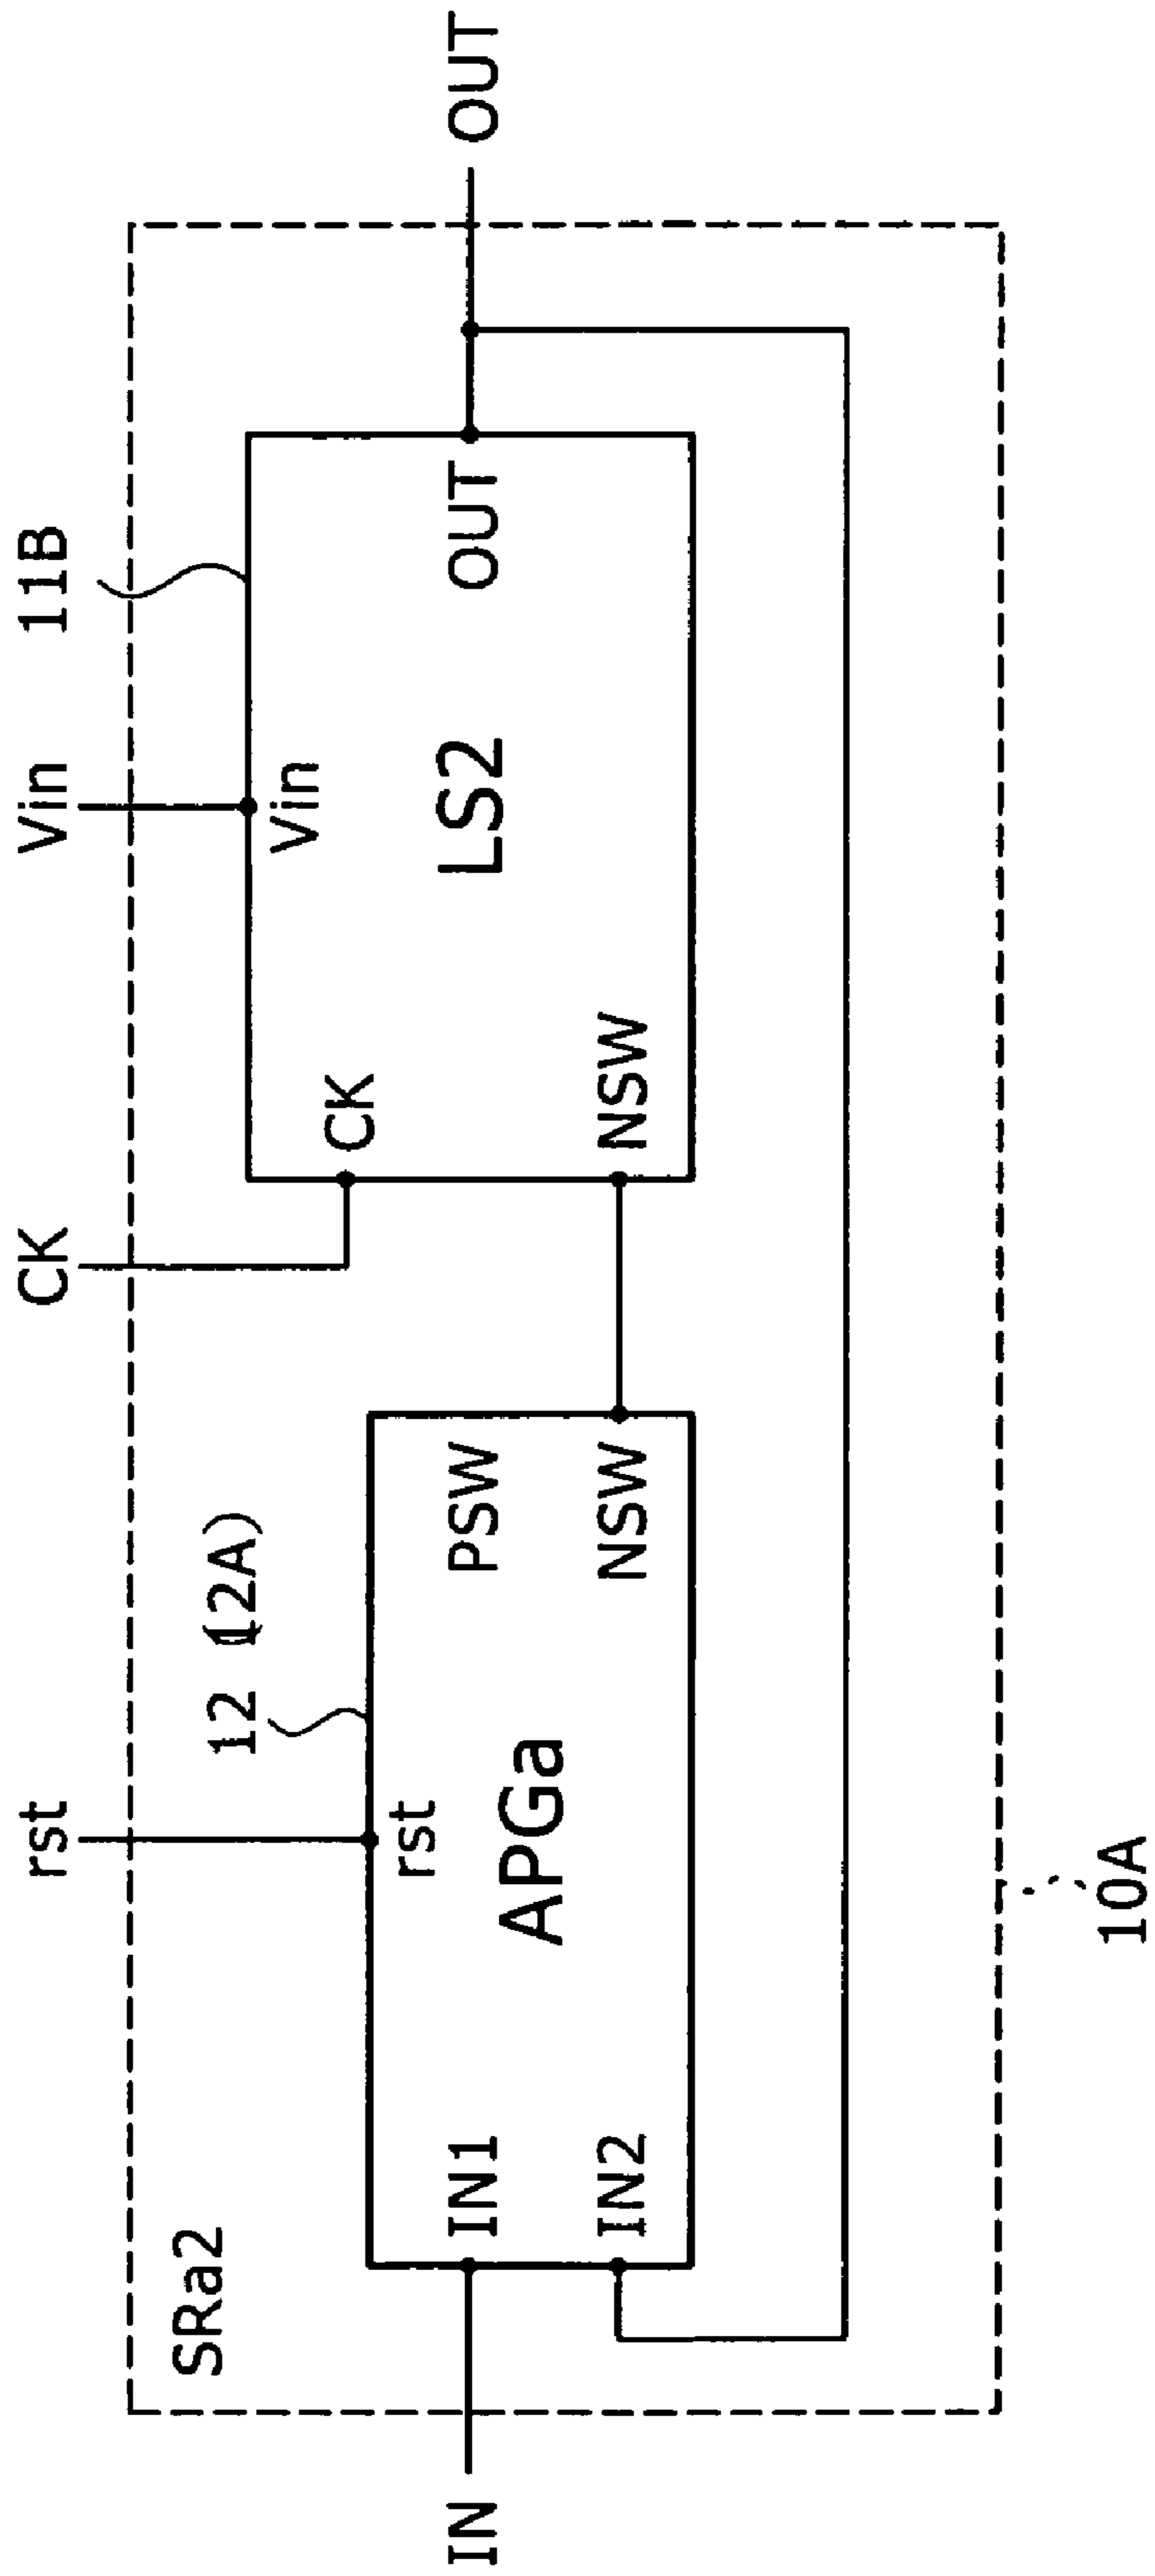 rst
CK
Vin
11B
SRa2
12 (12A)
rst
CK
Vin
IN
IN1
APGa
PSW
LS2
OUT
OUT
IN2
NSW
NSW
10A